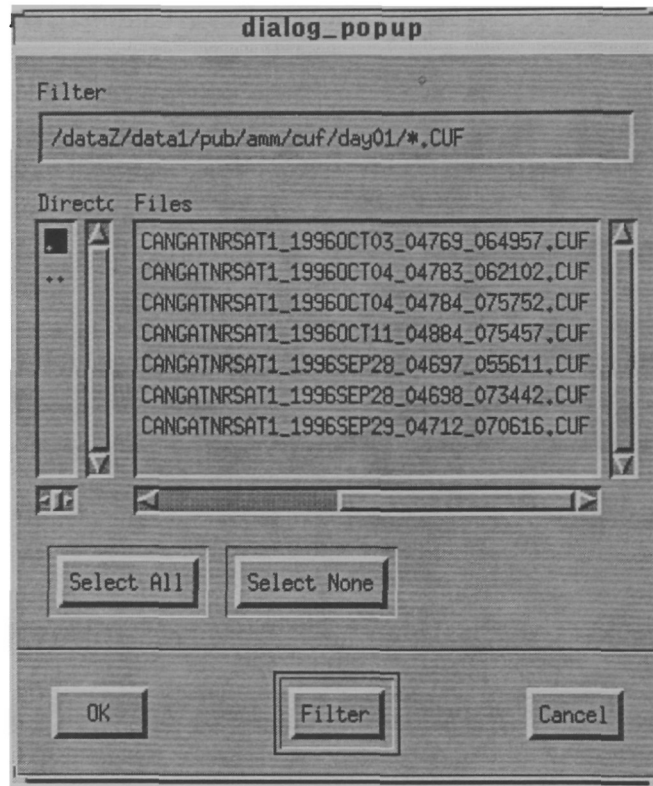 dialog_popup
Filter
/dataZ/data1/pub/amm/cuf/day01/*.CUF
Directo Files
.
..
CANGATNRSAT1_1996OCT03_04769_064957.CUF
CANGATNRSAT1_1996OCT04_04783_062102.CUF
CANGATNRSAT1_1996OCT04_04784_075752.CUF
CANGATNRSAT1_1996OCT11_04884_075457.CUF
CANGATNRSAT1_1996SEP28_04697_055611.CUF
CANGATNRSAT1_1996SEP28_04698_073442.CUF
CANGATNRSAT1_1996SEP29_04712_070616.CUF
Select All Select None
OK Filter Cancel